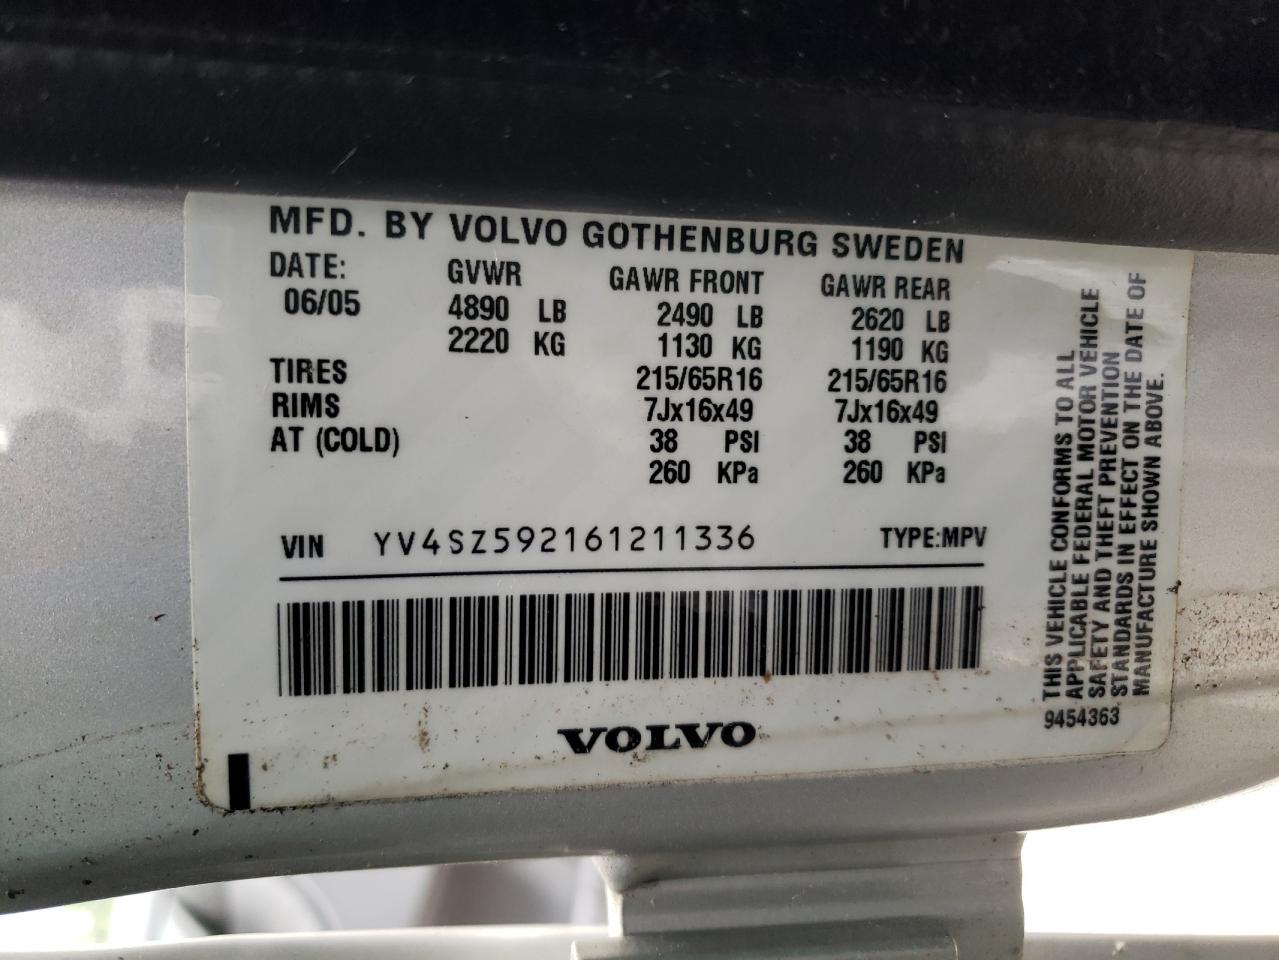 MFD. BY VOLVO GOTHENBURG SWEDEN
DATE: GVWR GAWR FRONT GAWR REAR
06/05 4890 LB 2490 LB 2620 LB
2220 KG 1130 KG 1190 KG
TIRES 215/65R16 215/65R16
RIMS 7Jx16x49 7Jx16x49
AT (COLD) 38 PSI 38 PSI
260 KPa 260 KPa
VIN YV4SZ592161211336 TYPE:MPV
VOLVO
THIS VEHICLE CONFORMS TO ALL
APPLICABLE FEDERAL MOTOR VEHICLE
SAFETY AND THEFT PREVENTION
STANDARDS IN EFFECT ON THE DATE OF
MANUFACTURE SHOWN ABOVE.
9454363